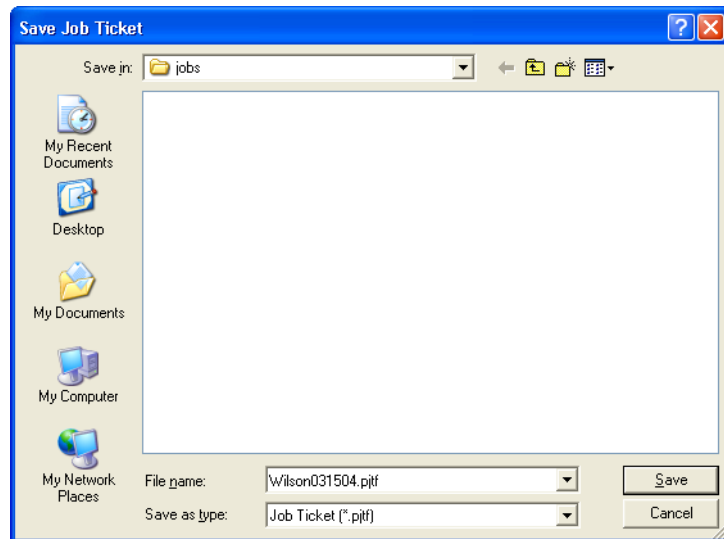 Save Job Ticket
Save in: jobs
My Recent
Documents
Desktop
My Documents
My Computer
My Network
Places
File name: Wilson031504.pjtf Save
Save as type: Job Ticket (*.pjtf) Cancel